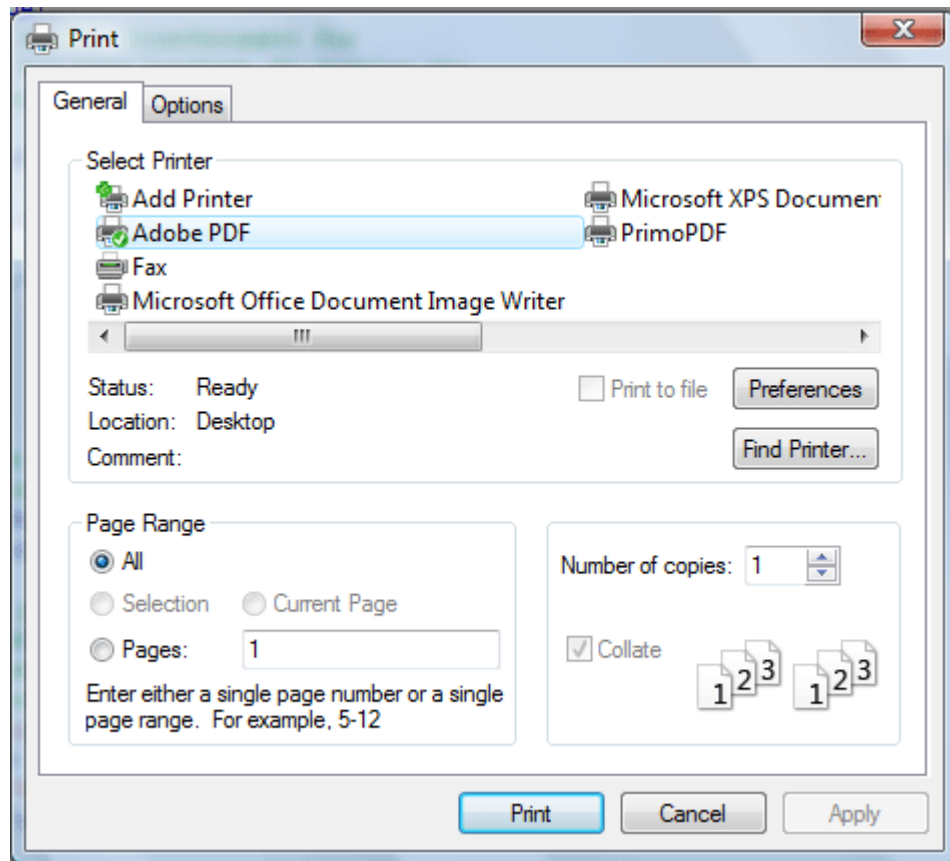 Print
General Options
Select Printer
Add Printer Microsoft XPS Documen
Adobe PDF PrimoPDF
Fax
Microsoft Office Document Image Writer
Status: Ready Print to file Preferences
Location: Desktop
Comment: Find Printer...
Page Range
All
Selection Current Page
Pages: 1
Enter either a single page number or a single
page range. For example, 5-12
Number of copies: 1
Collate
1 2 3 1 2 3
Print Cancel Apply